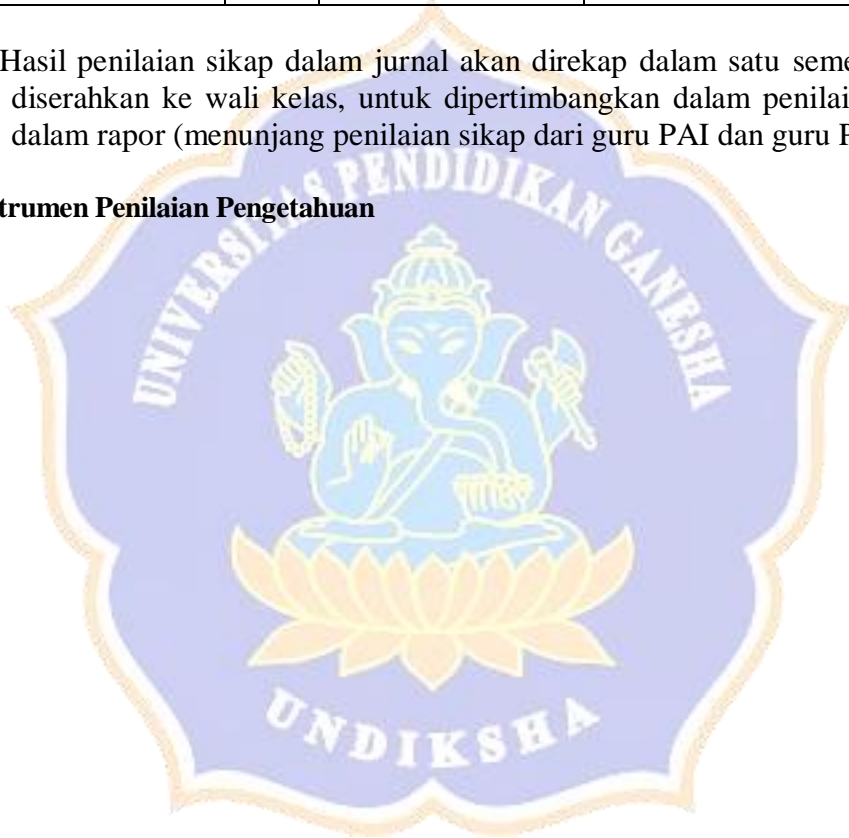 Hasil penilaian sikap dalam jurnal akan direkap dalam satu seme
diserahkan ke wali kelas, untuk dipertimbangkan dalam penilai
dalam rapor (menunjang penilaian sikap dari guru PAI dan guru P
trumen Penilaian Pengetahuan
UNIVERSITAS PENDIDIKAN GANESHA
UNDIKSHA